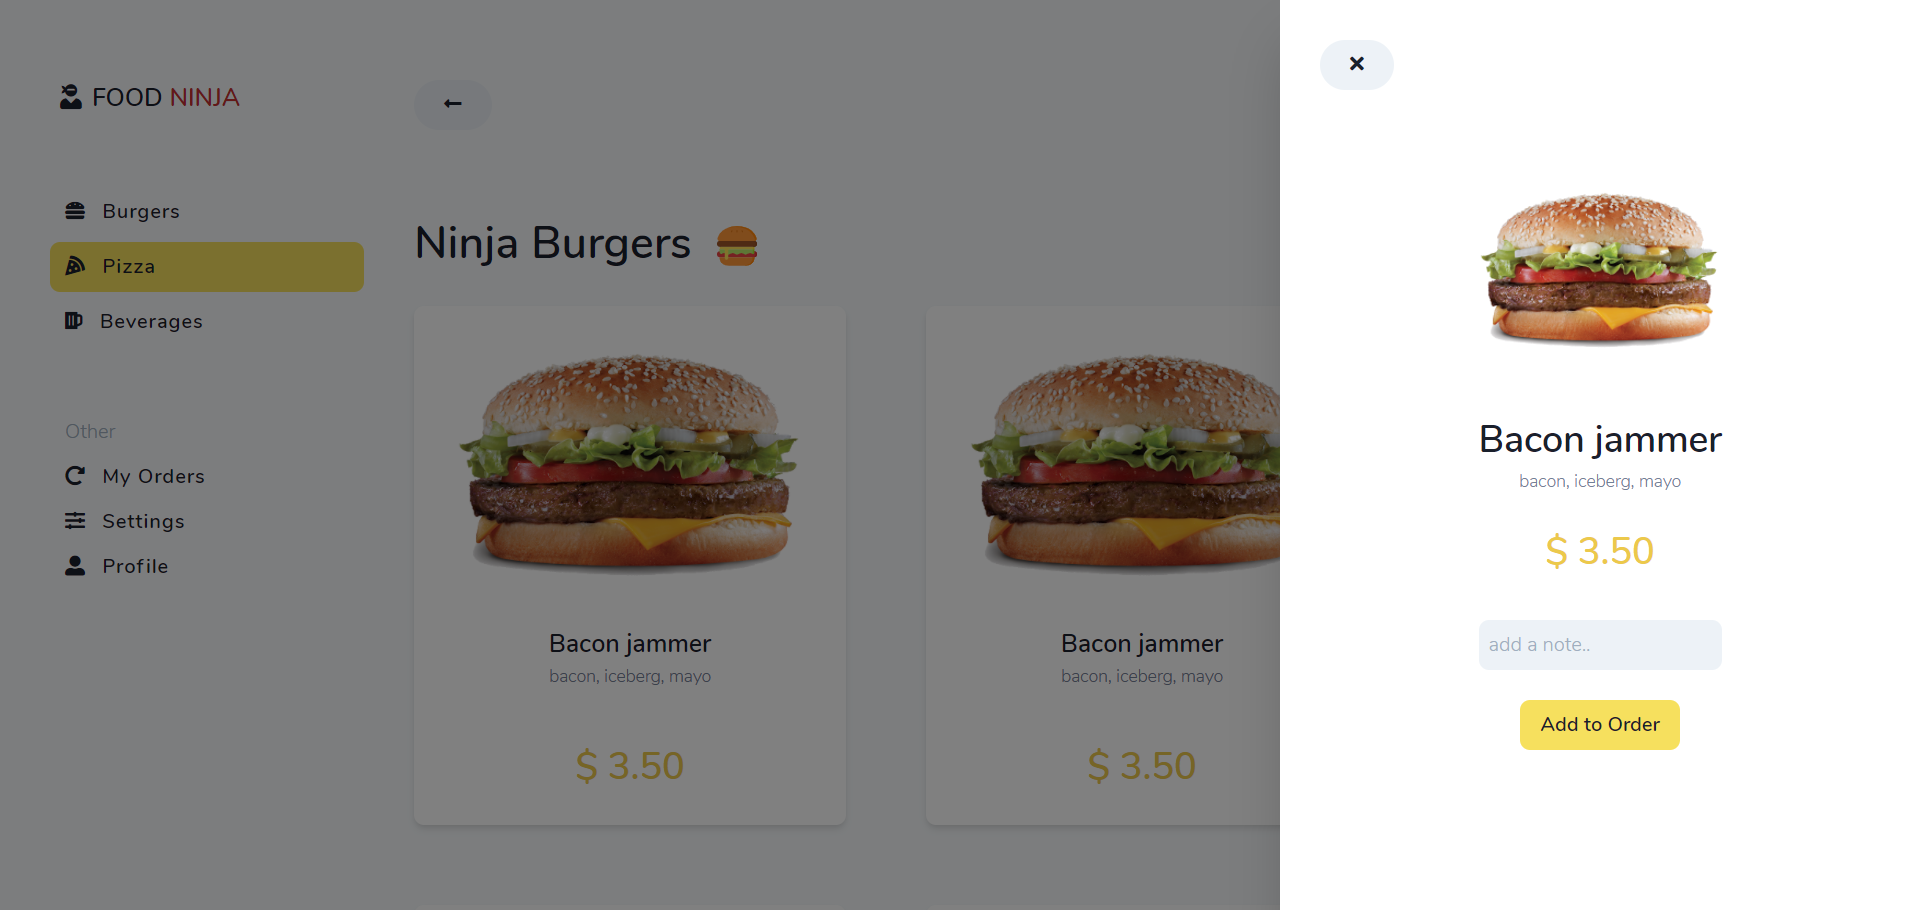 FOOD NINJA
Burgers
Pizza
Beverages
Other
My Orders
Settings
Profile
Ninja Burgers
Bacon jammer
bacon, iceberg, mayo
$ 3.50
Bacon jammer
bacon, iceberg, mayo
$ 3.50
Bacon jammer
bacon, iceberg, mayo
$ 3.50
add a note..
Add to Order